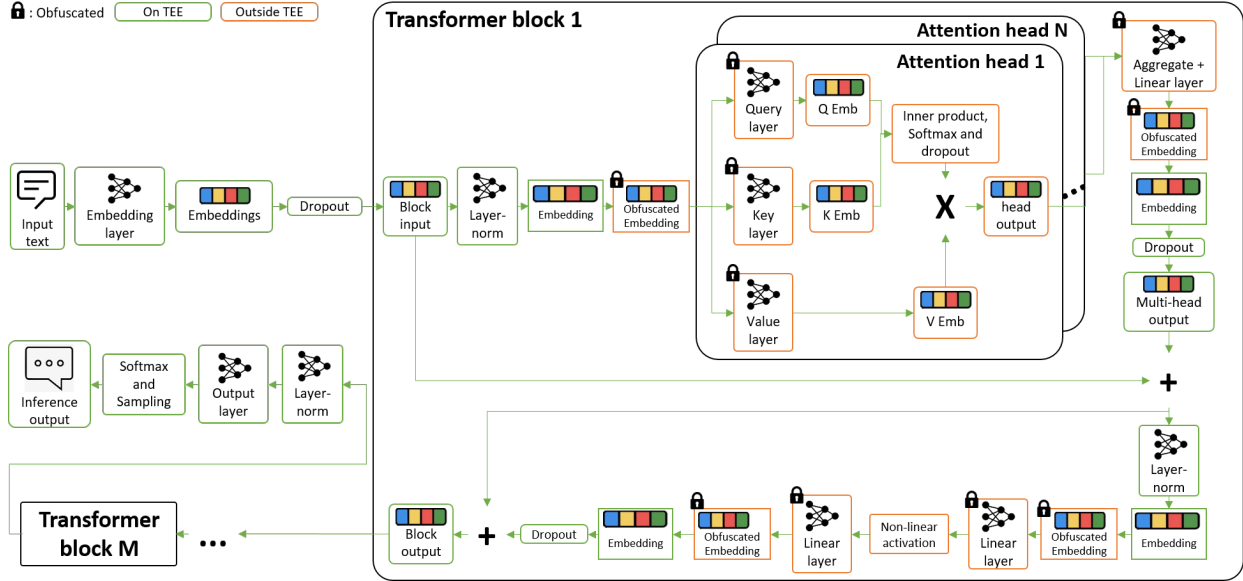 : Obfuscated
On TEE
Outside TEE
Transformer block 1
Attention head N
Attention head 1
Input
text
Embedding
layer
Embeddings
Dropout
Block
input
Layer-
norm
Embedding
Obfuscated
Embedding
Query
layer
Q Emb
Key
layer
K Emb
Value
layer
V Emb
Inner product,
Softmax and
dropout
X
head
output
Aggregate +
Linear layer
Obfuscated
Embedding
Embedding
Dropout
Multi-head
output
+
Layer-
norm
Embedding
Obfuscated
Embedding
Linear
layer
Non-linear
activation
Linear
layer
Obfuscated
Embedding
Embedding
Dropout
+
Block
output
...
Transformer
block M
Layer-
norm
Output
layer
Softmax
and
Sampling
Inference
output